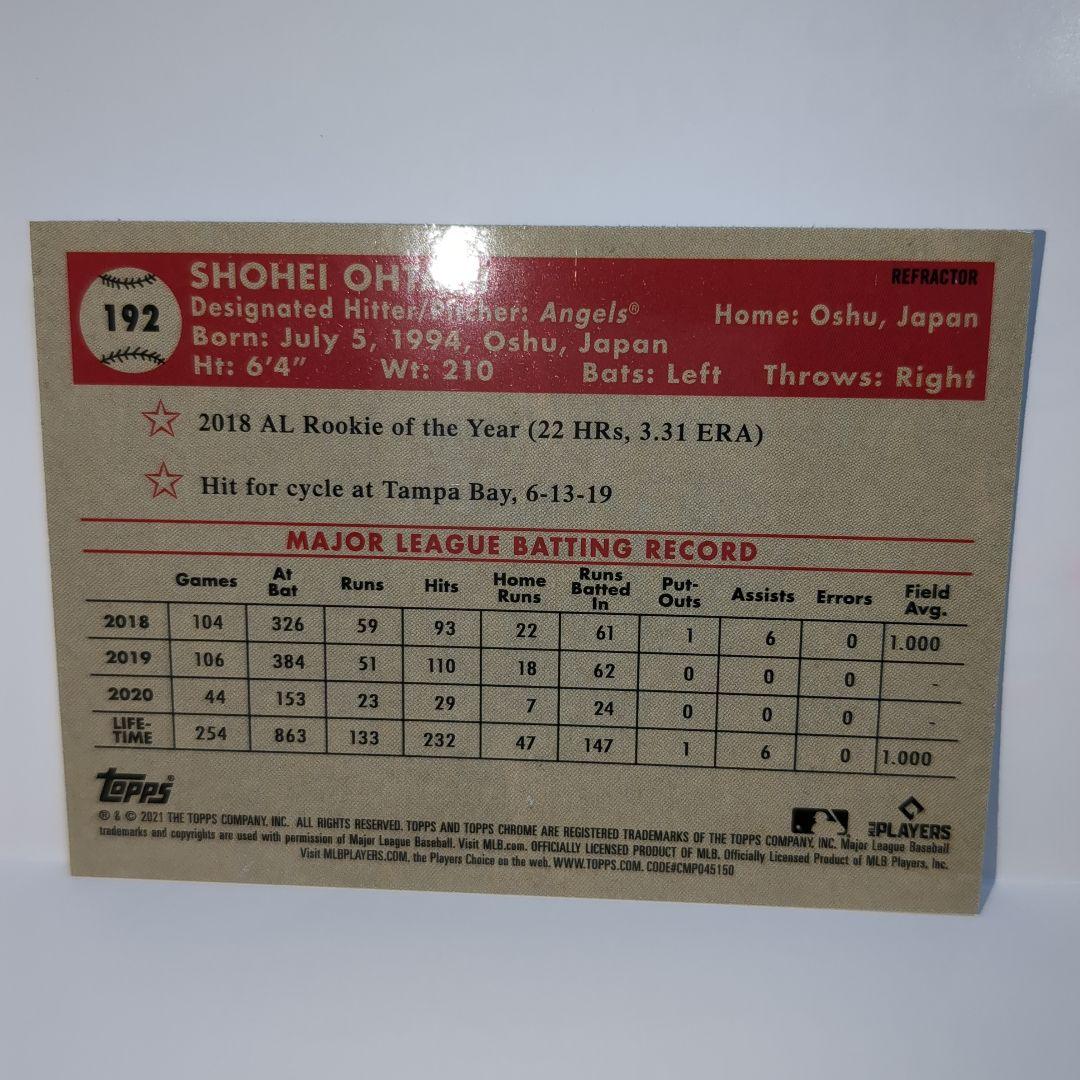 192
SHOHEI
REFRACTOR
Designated Hitter/Pitcher: Angels® Home: Oshu, Japan
Born: July 5, 1994, Oshu, Japan
Ht: 6'4" Wt: 210 Bats: Left Throws: Right
2018 AL Rookie of the Year (22 HRs, 3.31 ERA)
Hit for cycle at Tampa Bay, 6-13-19
MAJOR LEAGUE BATTING RECORD
Games At Bat Runs Hits Home Runs Runs Batted In Put-Outs Assists Errors Field Avg.
2018 104 326 59 93 22 61 1 6 0 1.000
2019 106 384 51 110 18 62 0 0 0 -
2020 44 153 23 29 7 24 0 0 0 -
LIFE-TIME 254 863 133 232 47 147 1 6 0 1.000
Topps®
MLB PLAYERS
® & © 2021 THE TOPPS COMPANY, INC. ALL RIGHTS RESERVED. TOPPS AND TOPPS CHROME ARE REGISTERED TRADEMARKS OF THE TOPPS COMPANY, INC. Major League Baseball
trademarks and copyrights are used with permission of Major League Baseball. Visit MLB.com. OFFICIALLY LICENSED PRODUCT OF MLB. Officially Licensed Product of MLB Players, Inc.
Visit MLBPLAYERS.COM, the Players Choice on the web. WWW.TOPPS.COM. CODE#CMP045150